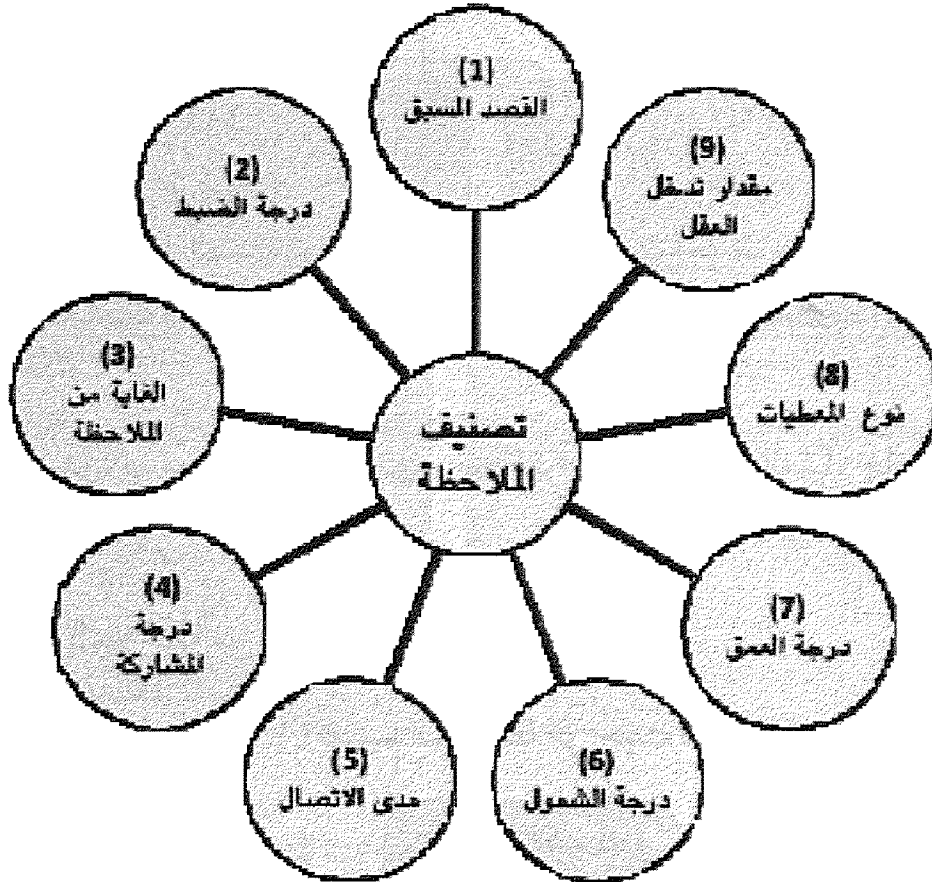 تصنيف
الملاحظة
(1)
القصد المسبق
(2)
درجة الضبط
(3)
الغاية من
الملاحظة
(4)
درجة
المشاركة
(5)
مدى الاتصال
(6)
درجة الشمول
(7)
درجة العمق
(8)
نوع المعطيات
(9)
مقدار تدخل
العقل